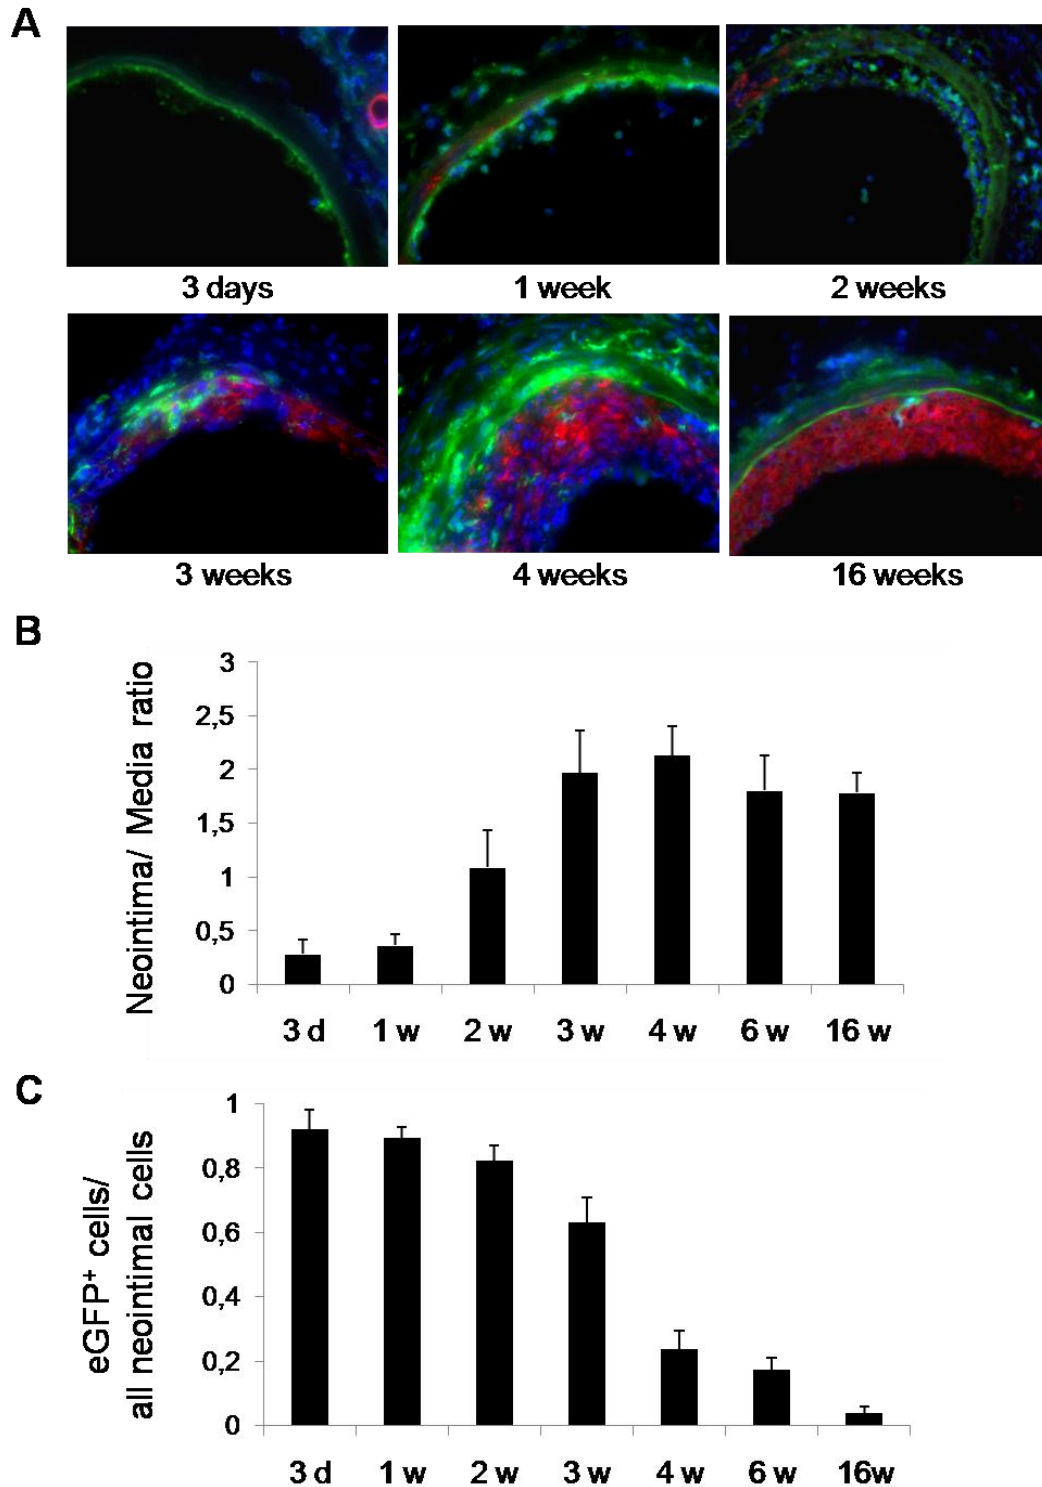 A
3 days
1 week
2 weeks
3 weeks
4 weeks
16 weeks
B
Neointima/ Media ratio
3
2,5
2
1,5
1
0,5
0
3 d
1 w
2 w
3 w
4 w
6 w
16 w
C
eGFP⁺ cells/
all neointimal cells
1
0,8
0,6
0,4
0,2
0
3 d
1 w
2 w
3 w
4 w
6 w
16w